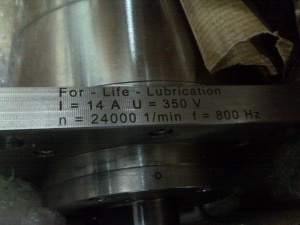 For - Life - Lubrication
I = 14 A U = 350 V
n = 24000 1/min f = 800 Hz